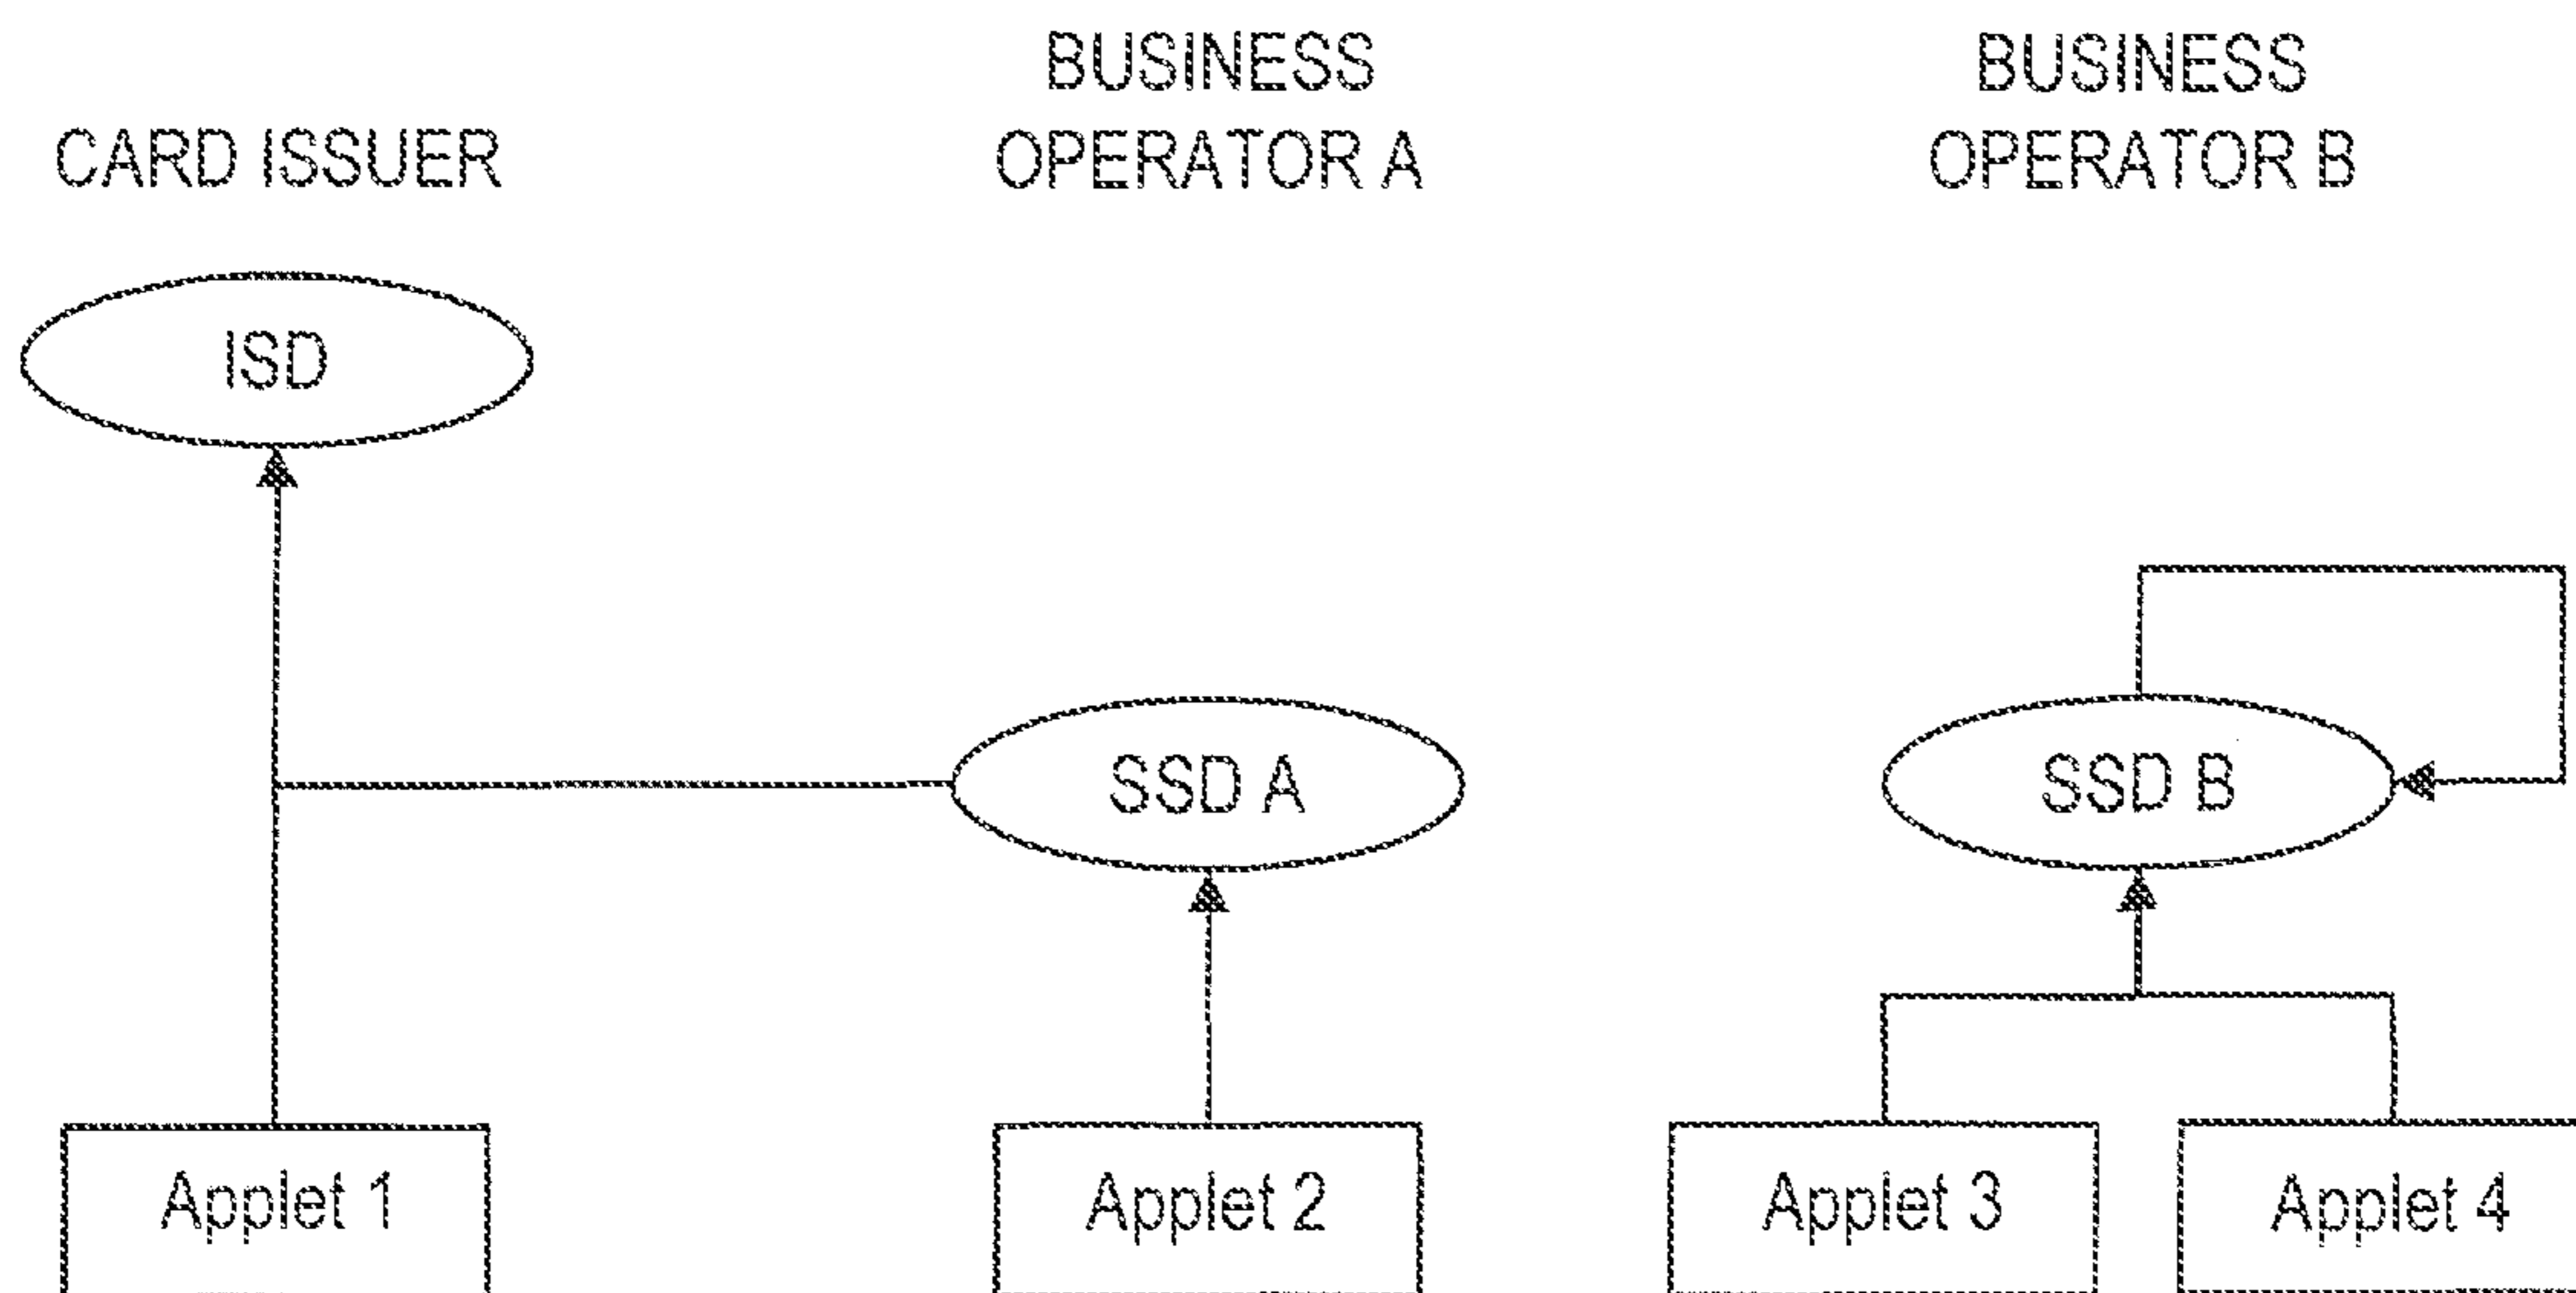 CARD ISSUER
BUSINESS
OPERATOR A
BUSINESS
OPERATOR B
ISD
SSD A
SSD B
Applet 1
Applet 2
Applet 3
Applet 4